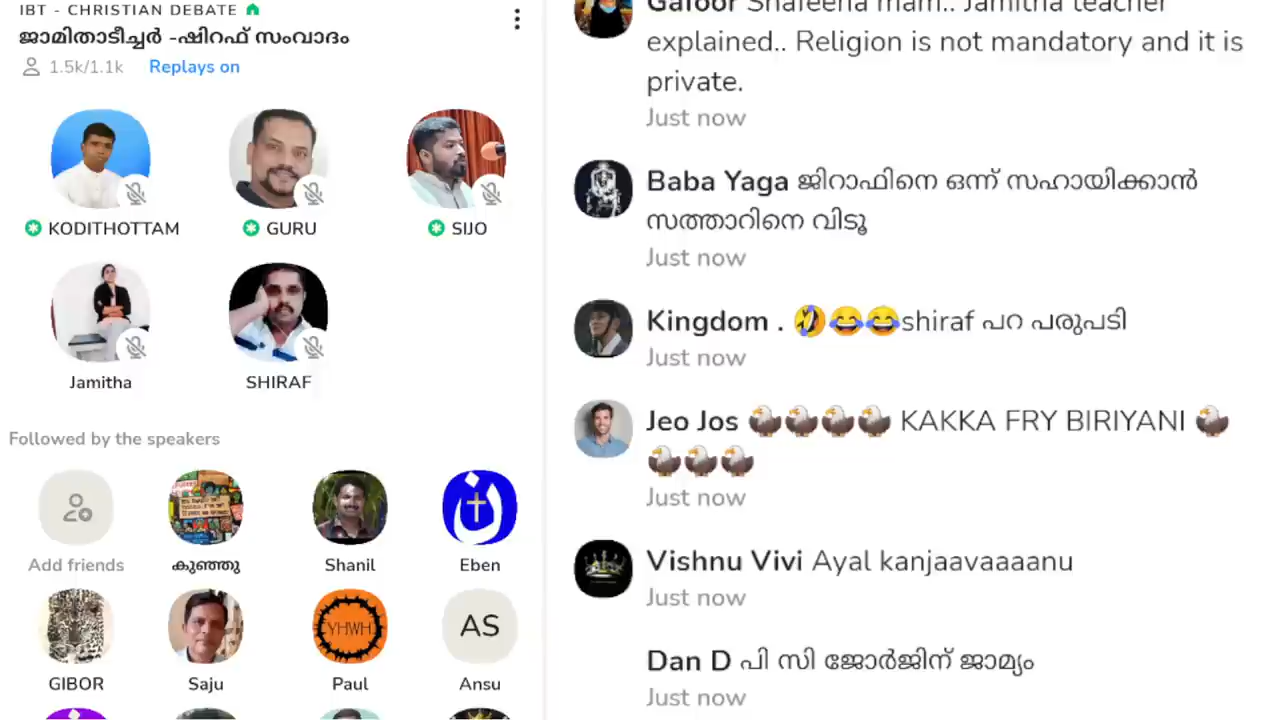 IBT - CHRISTIAN DEBATE
ജാമിതാടീച്ചർ -ഷിറഫ് സംവാദം
1.5k/1.1k Replays on
KODITHOTTAM GURU SIJO
Jamitha SHIRAF
Followed by the speakers
Add friends കുഞ്ഞു Shanil Eben
YHWH
AS
GIBOR Saju Paul Ansu
Gafoor Shafeena mam.. Jamitha teacher
explained.. Religion is not mandatory and it is
private.
Just now
Baba Yaga ജിറാഫിനെ ഒന്ന് സഹായിക്കാൻ
സത്താറിനെ വിടൂ
Just now
Kingdom . 🤣😂😂shiraf പറ പരുപടി
Just now
Jeo Jos 🦅🦅🦅🦅 KAKKA FRY BIRIYANI 🦅
🦅🦅🦅
Just now
Vishnu Vivi Ayal kanjaavaaaanu
Just now
Dan D പി സി ജോർജിന് ജാമ്യം
Just now